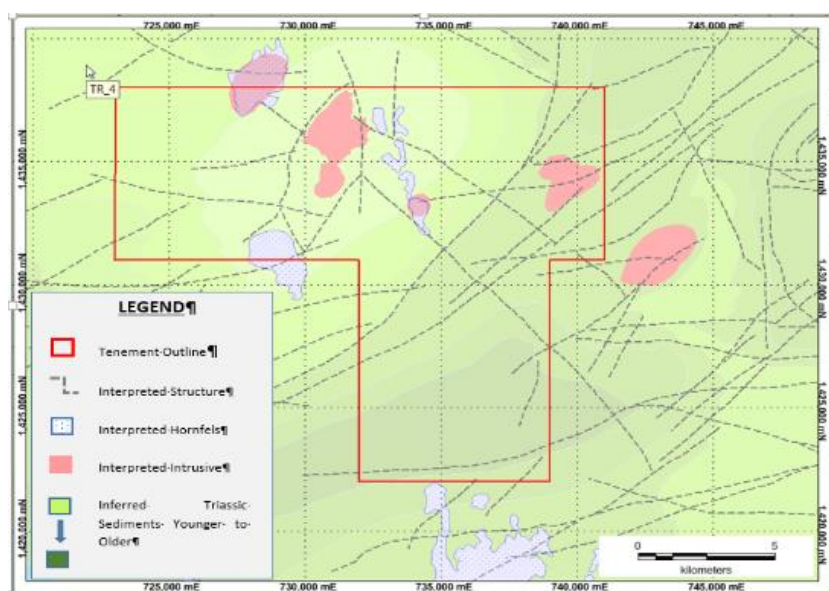 725,000 mE 730,000 mE 735,000 mE 740,000 mE 745,000 mE
TR_4
1,435,000 mN 1,435,000 mN
1,430,000 mN 1,430,000 mN
1,425,000 mN 1,425,000 mN
1,420,000 mN 1,420,000 mN
LEGEND¶
Tenement·Outline¶
Interpreted·Structure¶
Interpreted·Hornfels¶
Interpreted·Intrusive¶
Inferred· Triassic·
Sediments· Younger· to·
Older¶
0 5
kilometers
725,000 mE 730,000 mE 735,000 mE 740,000 mE 745,000 mE